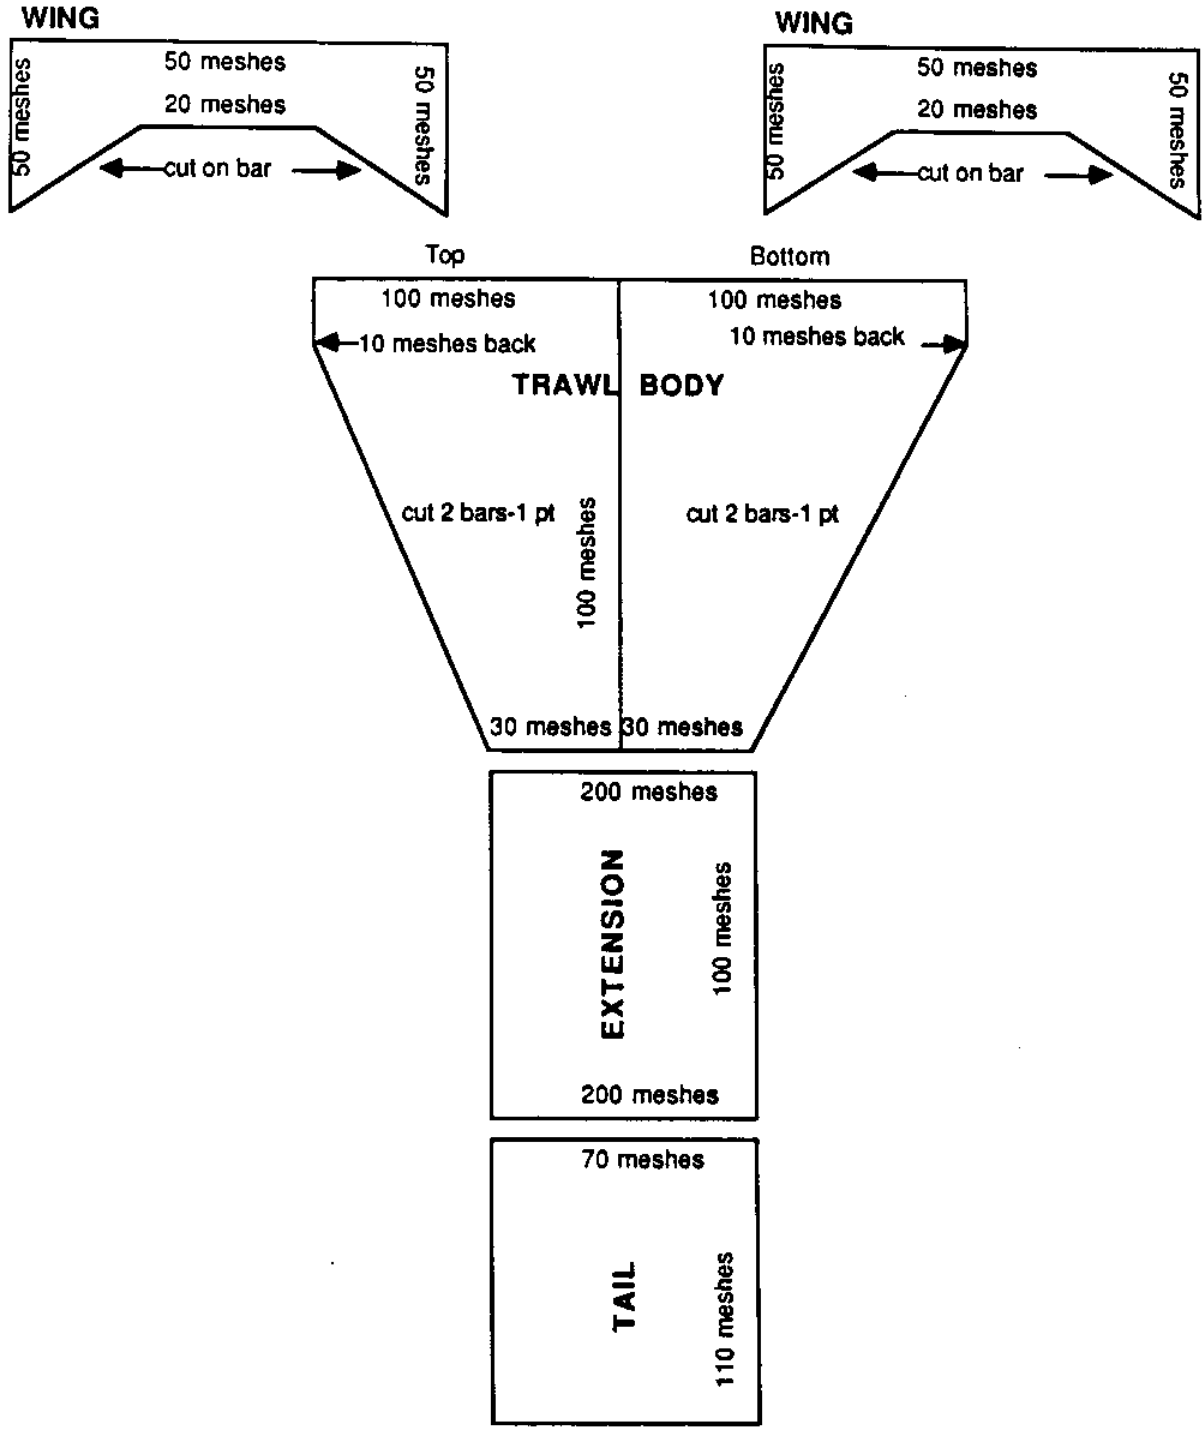 WING
50 meshes
20 meshes
50 meshes
50 meshes
cut on bar
WING
50 meshes
20 meshes
50 meshes
50 meshes
cut on bar
Top
Bottom
100 meshes
100 meshes
10 meshes back
10 meshes back
TRAWL BODY
cut 2 bars-1 pt
100 meshes
cut 2 bars-1 pt
30 meshes
30 meshes
200 meshes
EXTENSION
100 meshes
200 meshes
70 meshes
TAIL
110 meshes